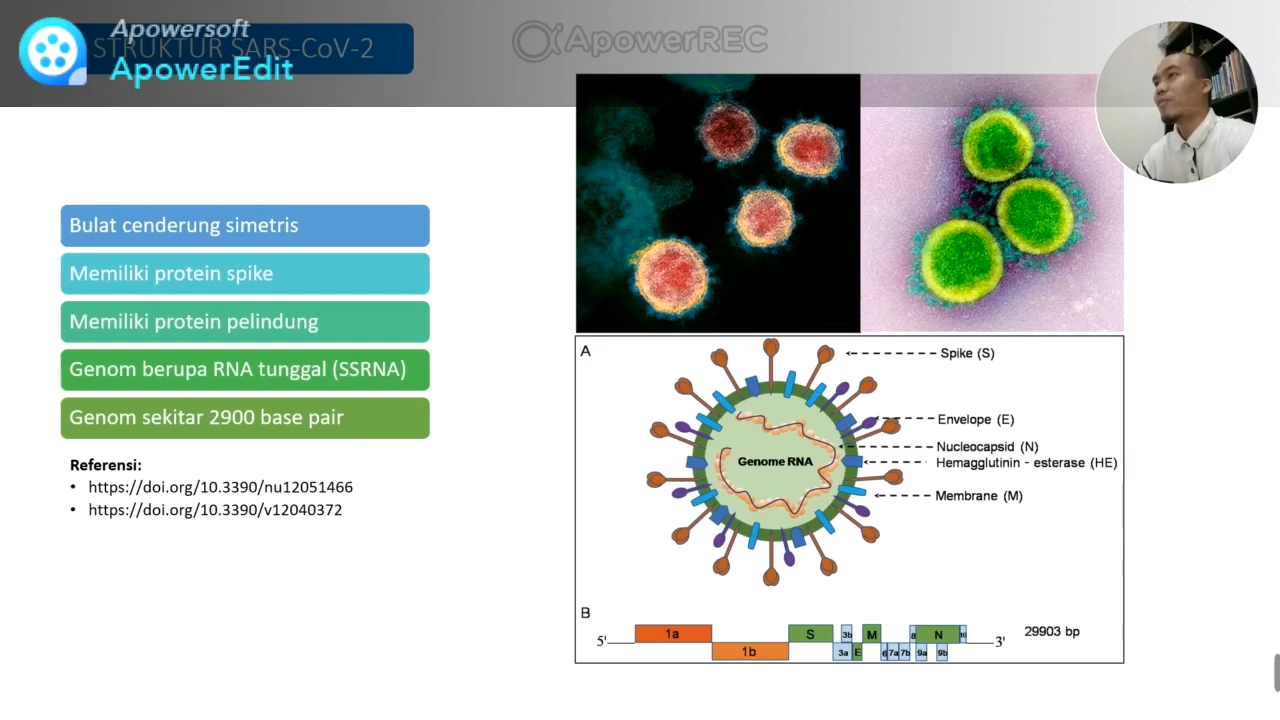 Apowersoft
STRUKTUR SARS-CoV-2
ApowerEdit
ApowerREC
Bulat cenderung simetris
Memiliki protein spike
Memiliki protein pelindung
Genom berupa RNA tunggal (SSRNA)
Genom sekitar 2900 base pair
Referensi:
• https://doi.org/10.3390/nu12051466
• https://doi.org/10.3390/v12040372
A
Spike (S)
Envelope (E)
Nucleocapsid (N)
Hemagglutinin - esterase (HE)
Membrane (M)
Genome RNA
B
5' 1a 1b S 3a 3b E M 6 7a 7b 8 9a N 9b 10 3'
29903 bp